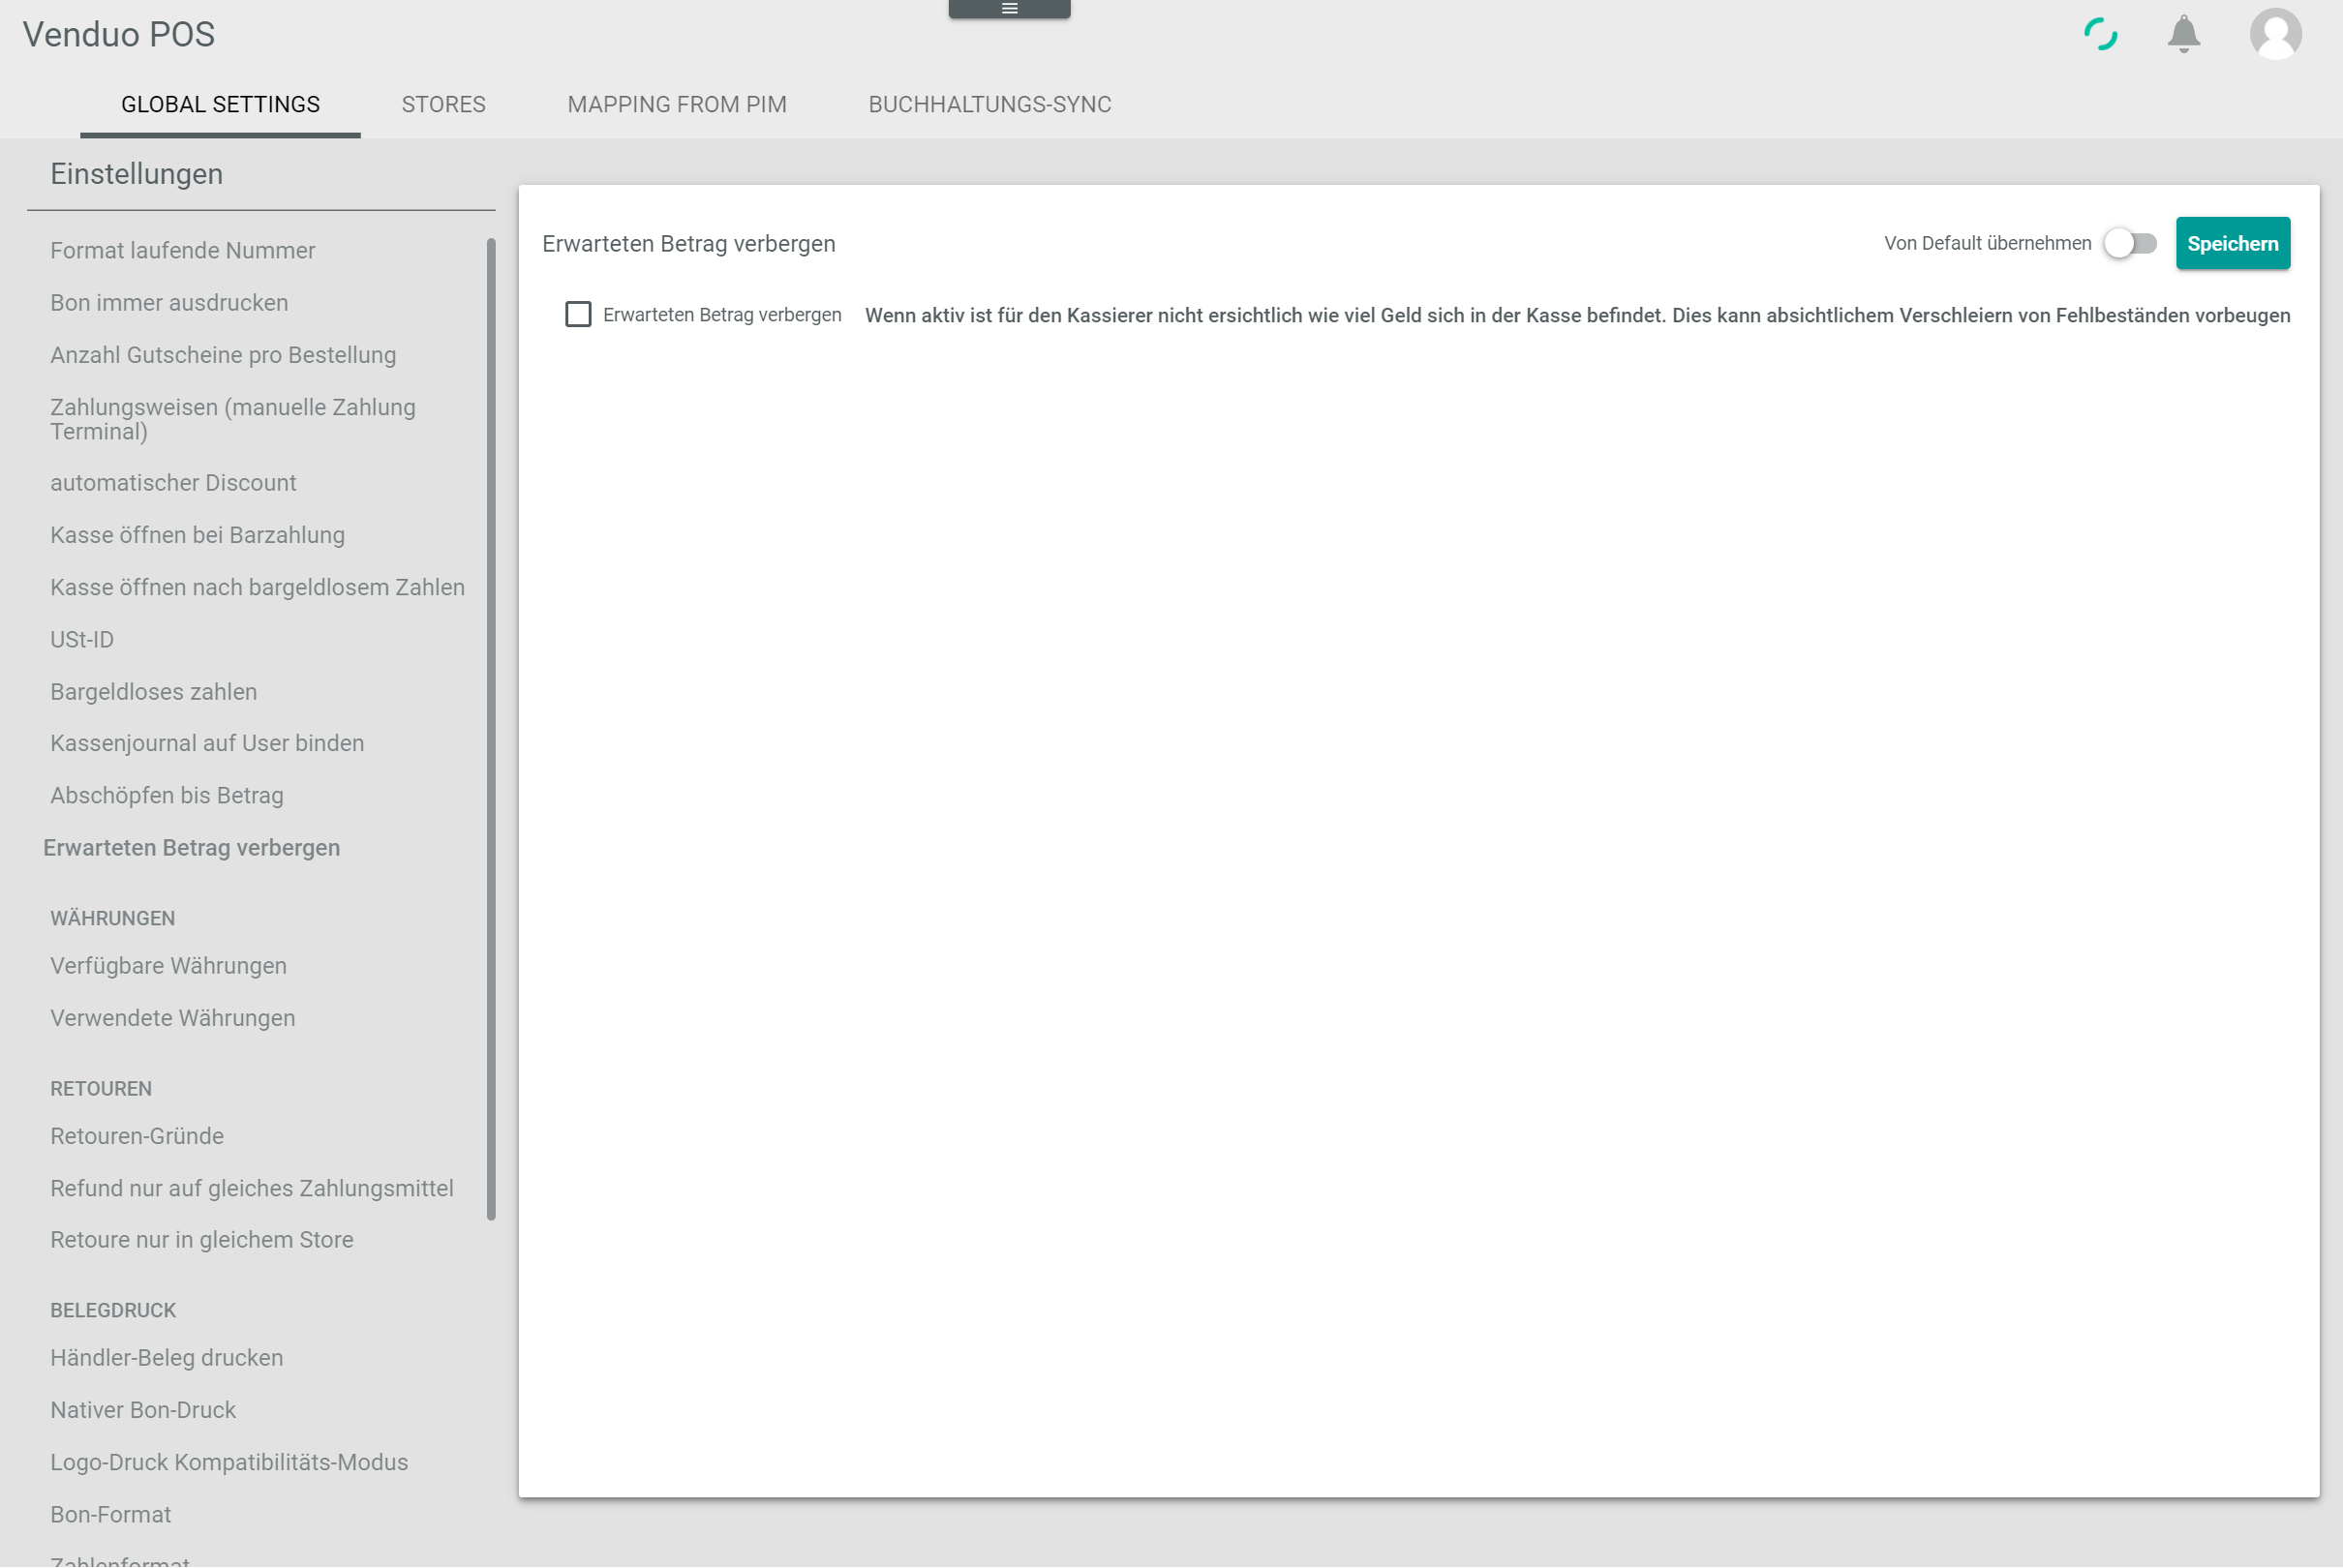 Venduo POS
GLOBAL SETTINGS
STORES
MAPPING FROM PIM
BUCHHALTUNGS-SYNC
Einstellungen
Format laufende Nummer
Bon immer ausdrucken
Anzahl Gutscheine pro Bestellung
Zahlungsweisen (manuelle Zahlung
Terminal)
automatischer Discount
Kasse öffnen bei Barzahlung
Kasse öffnen nach bargeldlosem Zahlen
USt-ID
Bargeldloses zahlen
Kassenjournal auf User binden
Abschöpfen bis Betrag
Erwarteten Betrag verbergen
WÄHRUNGEN
Verfügbare Währungen
Verwendete Währungen
RETOUREN
Retouren-Gründe
Refund nur auf gleiches Zahlungsmittel
Retoure nur in gleichem Store
BELEGDRUCK
Händler-Beleg drucken
Nativer Bon-Druck
Logo-Druck Kompatibilitäts-Modus
Bon-Format
Zahlenformat
Erwarteten Betrag verbergen
Von Default übernehmen
Speichern
Erwarteten Betrag verbergen
Wenn aktiv ist für den Kassierer nicht ersichtlich wie viel Geld sich in der Kasse befindet. Dies kann absichtlichem Verschleiern von Fehlbeständen vorbeugen